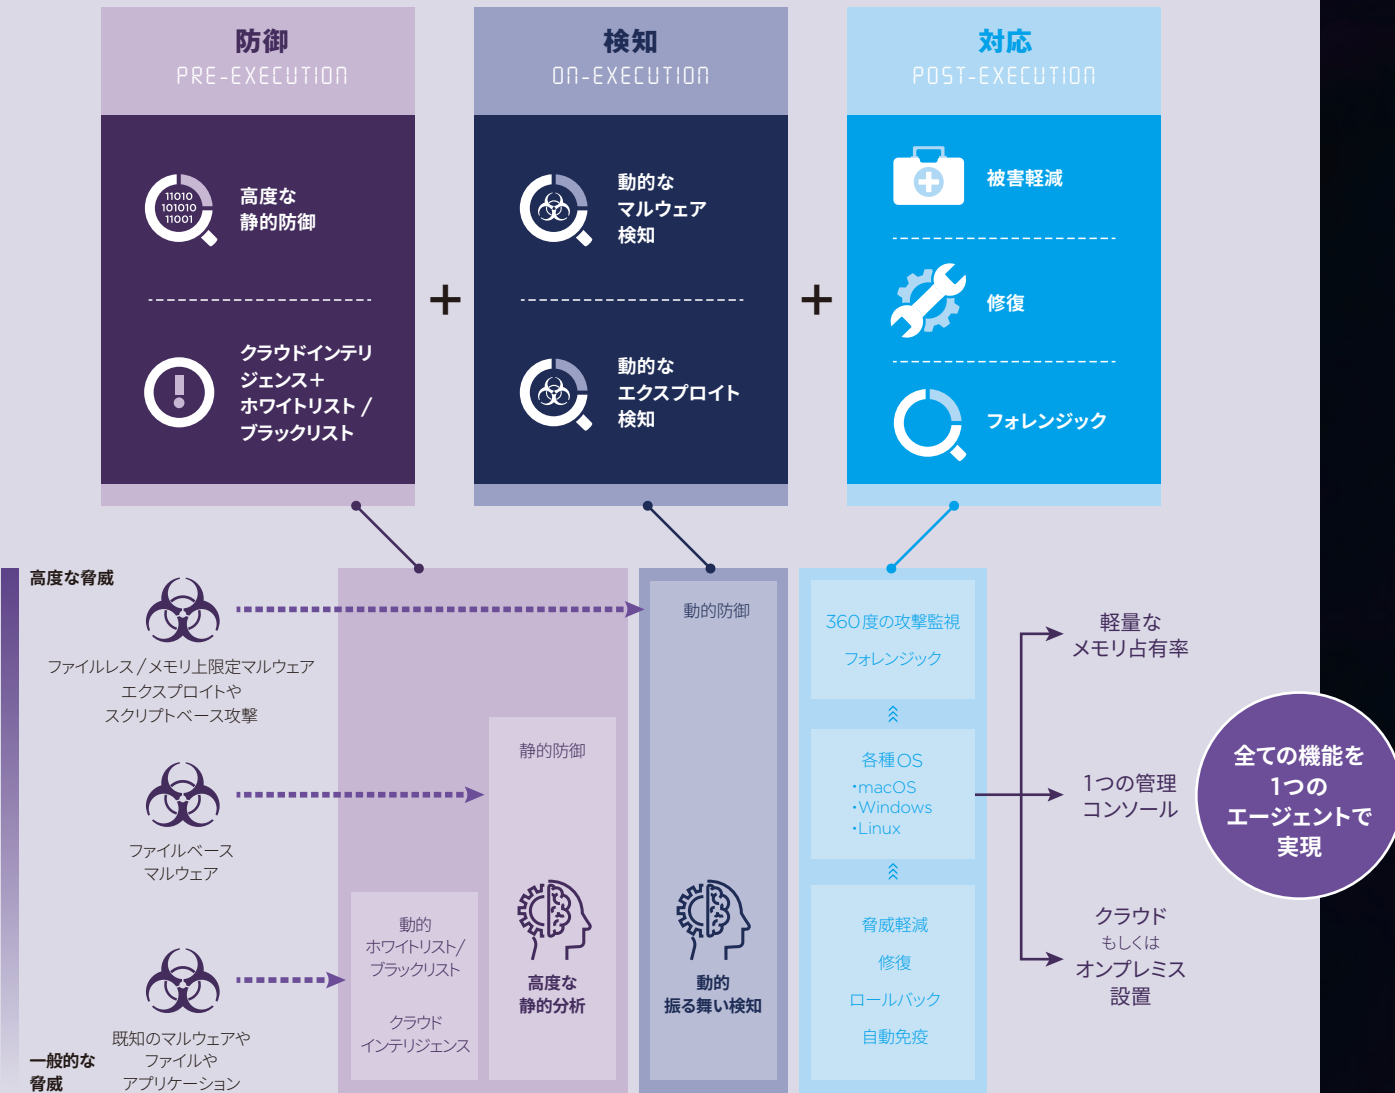 防御
PRE-EXECUTION
11010
101010
11001
高度な
静的防御
クラウドインテリ
ジェンス＋
ホワイトリスト /
ブラックリスト
+
検知
ON-EXECUTION
動的な
マルウェア
検知
動的な
エクスプロイト
検知
+
対応
POST-EXECUTION
被害軽減
修復
フォレンジック
高度な脅威
ファイルレス / メモリ上限定マルウェア
エクスプロイトや
スクリプトベース攻撃
ファイルベース
マルウェア
既知のマルウェアや
ファイルや
アプリケーション
一般的な
脅威
動的
ホワイトリスト/
ブラックリスト
クラウド
インテリジェンス
静的防御
高度な
静的分析
動的防御
動的
振る舞い検知
360度の攻撃監視
フォレンジック
各種OS
・macOS
・Windows
・Linux
脅威軽減
修復
ロールバック
自動免疫
軽量な
メモリ占有率
1つの管理
コンソール
クラウド
もしくは
オンプレミス
設置
全ての機能を
1つの
エージェントで
実現